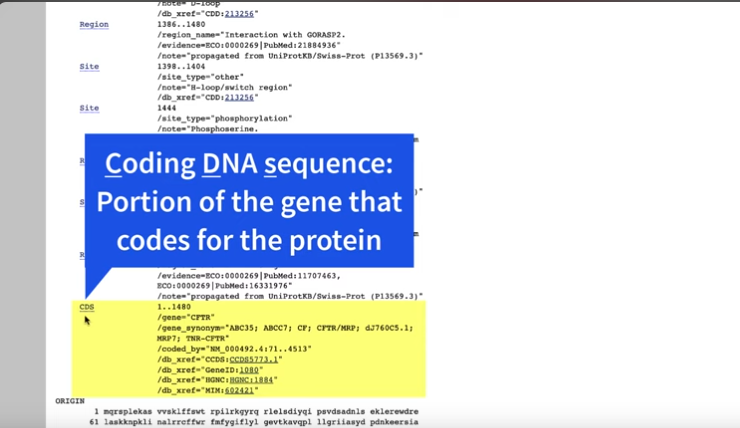 /note="D-loop
/db_xref="CDD:213256"
Region 1386..1480
/region_name="Interaction with GORASP2.
/evidence=ECO:0000269|PubMed:21884936"
/note="propagated from UniProtKB/Swiss-Prot (P13569.3)"
Site 1398..1404
/site_type="other"
/note="H-loop/switch region"
/db_xref="CDD:213256"
Site 1444
/site_type="phosphorylation"
/note="Phosphoserine.
Coding DNA sequence:
Portion of the gene that
codes for the protein
/evidence=ECO:0000269|PubMed:11707463,
ECO:0000269|PubMed:16331976"
/note="propagated from UniProtKB/Swiss-Prot (P13569.3)"
CDS 1..1480
/gene="CFTR"
/gene_synonym="ABC35; ABCC7; CF; CFTR/MRP; dJ760C5.1;
MRP7; TNR-CFTR"
/coded_by="NM_000492.4:71..4513"
/db_xref="CCDS:CCDS5773.1"
/db_xref="GeneID:1080"
/db_xref="HGNC:HGNC:1884"
/db_xref="MIM:602421"
ORIGIN
1 mqrsplekas vvsklffswt rpilrkgyrq rlelsdiyqi psvdsadnls eklerewdre
61 laskknpkli nalrrcffwr fmfygiflyl gevtkavqpl llgriiasyd pdnkeersia